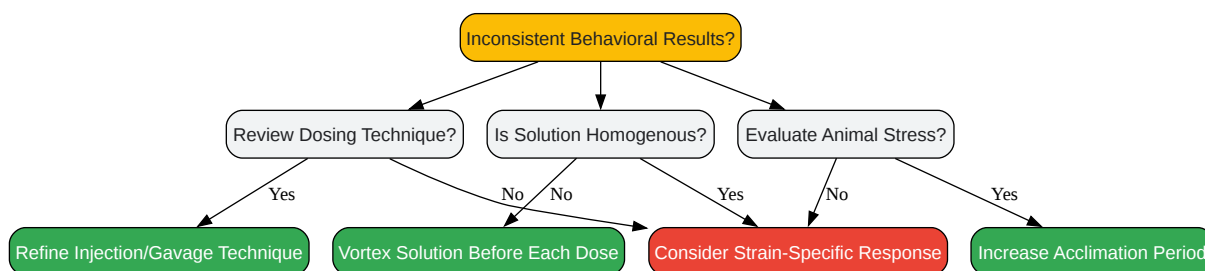 Inconsistent Behavioral Results?
Review Dosing Technique?
Is Solution Homogenous?
Evaluate Animal Stress?
Yes
No
No
Yes
No
Yes
Refine Injection/Gavage Technique
Vortex Solution Before Each Dose
Consider Strain-Specific Response
Increase Acclimation Period